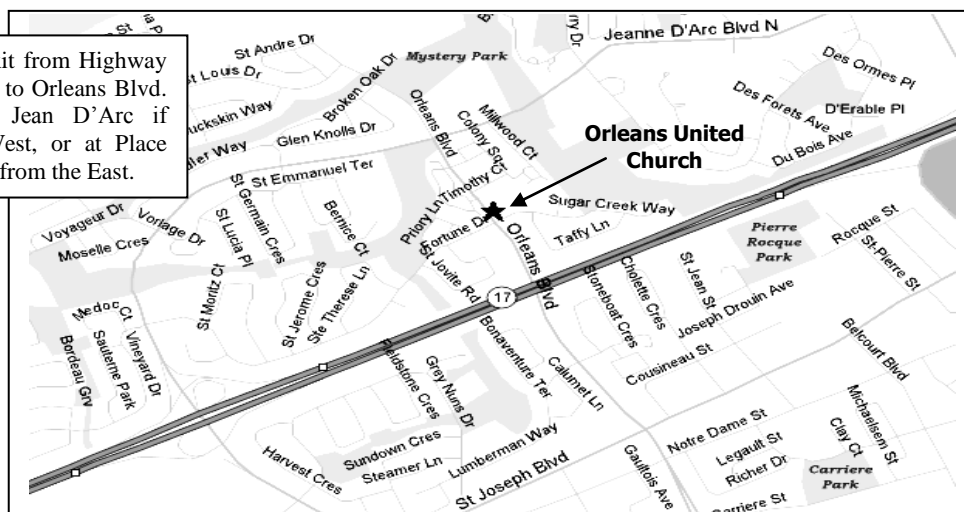 it from Highway
to Orleans Blvd.
Jean D'Arc if
est, or at Place
from the East.
St Andre Dr
St Louis Dr
Broken Oak Dr
Mystery Park
Jeanne D'Arc Blvd N
Des Ormes Pl
Des Forets Ave
D'Erable Pl
Du Bois Ave
uckskin Way
Glen Knolls Dr
ler Way
Orleans Blvd
Colony Sq
Millwood Ct
Orleans United
Church
St Emmanuel Ter
Timothy Ct
Priory Ln
Fortune Dr
Sugar Creek Way
Taffy Ln
Voyageur Dr
Vorlage Dr
Moselle Cres
St Germain Cres
St Lucia Pl
Bernice Ct
St Moritz Ct
St Jerome Cres
Ste Therese Ln
St Jovite Rd
Orleans Blvd
17
Pierre
Rocque
Park
Rocque St
St-Pierre St
Stoneboat Cres
Cholette Cres
St Jean St
Joseph Drouin Ave
Cousineau St
Belcourt Blvd
Medoc Ct
Vineyard Dr
Sauterne Park
Bordeau Grv
Fieldstone Cres
Grey Nuns Dr
Bonaventure Ter
Calumet Ln
Harvest Cres
Sundown Cres
Steamer Ln
Lumberman Way
St Joseph Blvd
Gaultois Ave
Notre Dame St
Legault St
Richer Dr
Michaelsem St
Clay Ct
Carriere
Park
arriere St